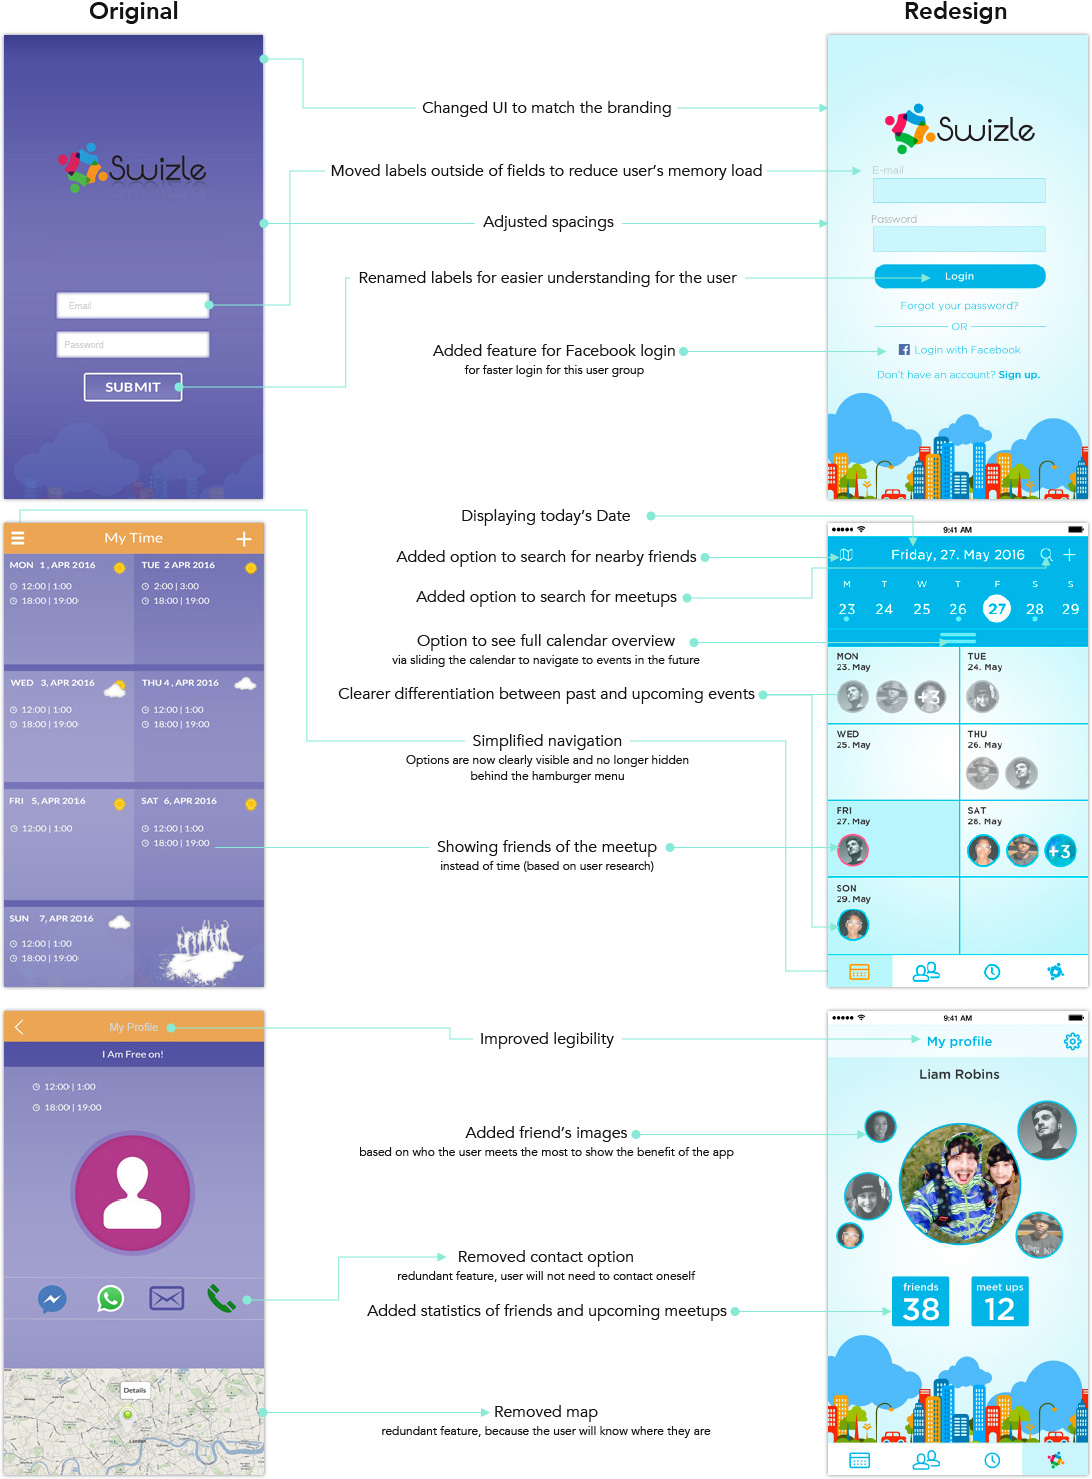 Original
Redesign
Changed UI to match the branding
Swizle
Swizle
Moved labels outside of fields to reduce user's memory load
E-mail
Adjusted spacings
Password
Renamed labels for easier understanding for the user
Login
Email
Forgot your password?
OR
Password
Added feature for Facebook login
for faster login for this user group
Login with Facebook
SUBMIT
Don't have an account? Sign up.
My Time
MON 1, APR 2016
12:00 | 1:00
18:00 | 19:00
TUE 2 APR 2016
2:00 | 3:00
18:00 | 19:00
WED 3, APR 2016
12:00 | 1:00
18:00 | 19:00
THU 4 , APR 2016
12:00 | 1:00
18:00 | 19:00
FRI 5, APR 2016
12:00 | 1:00
SAT 6, APR 2016
12:00 | 1:00
18:00 | 19:00
SUN 7, APR 2016
12:00 | 1:00
18:00 | 19:00
Displaying today's Date
Added option to search for nearby friends
Added option to search for meetups
Option to see full calendar overview
via sliding the calendar to navigate to events in the future
Clearer differentiation between past and upcoming events
Simplified navigation
Options are now clearly visible and no longer hidden
behind the hamburger menu
Showing friends of the meetup
instead of time (based on user research)
9:41 AM
Friday, 27. May 2016
M T W T F S S
23 24 25 26 27 28 29
MON
23. May
+3
TUE
24. May
WED
25. May
THU
26. May
FRI
27. May
SAT
28. May
+3
SON
29. May
My Profile
I Am Free on!
12:00 | 1:00
18:00 | 19:00
Details
London
Improved legibility
Added friend's images
based on who the user meets the most to show the benefit of the app
Removed contact option
redundant feature, user will not need to contact oneself
Added statistics of friends and upcoming meetups
Removed map
redundant feature, because the user will know where they are
9:41 AM
My profile
Liam Robins
friends
38
meet ups
12